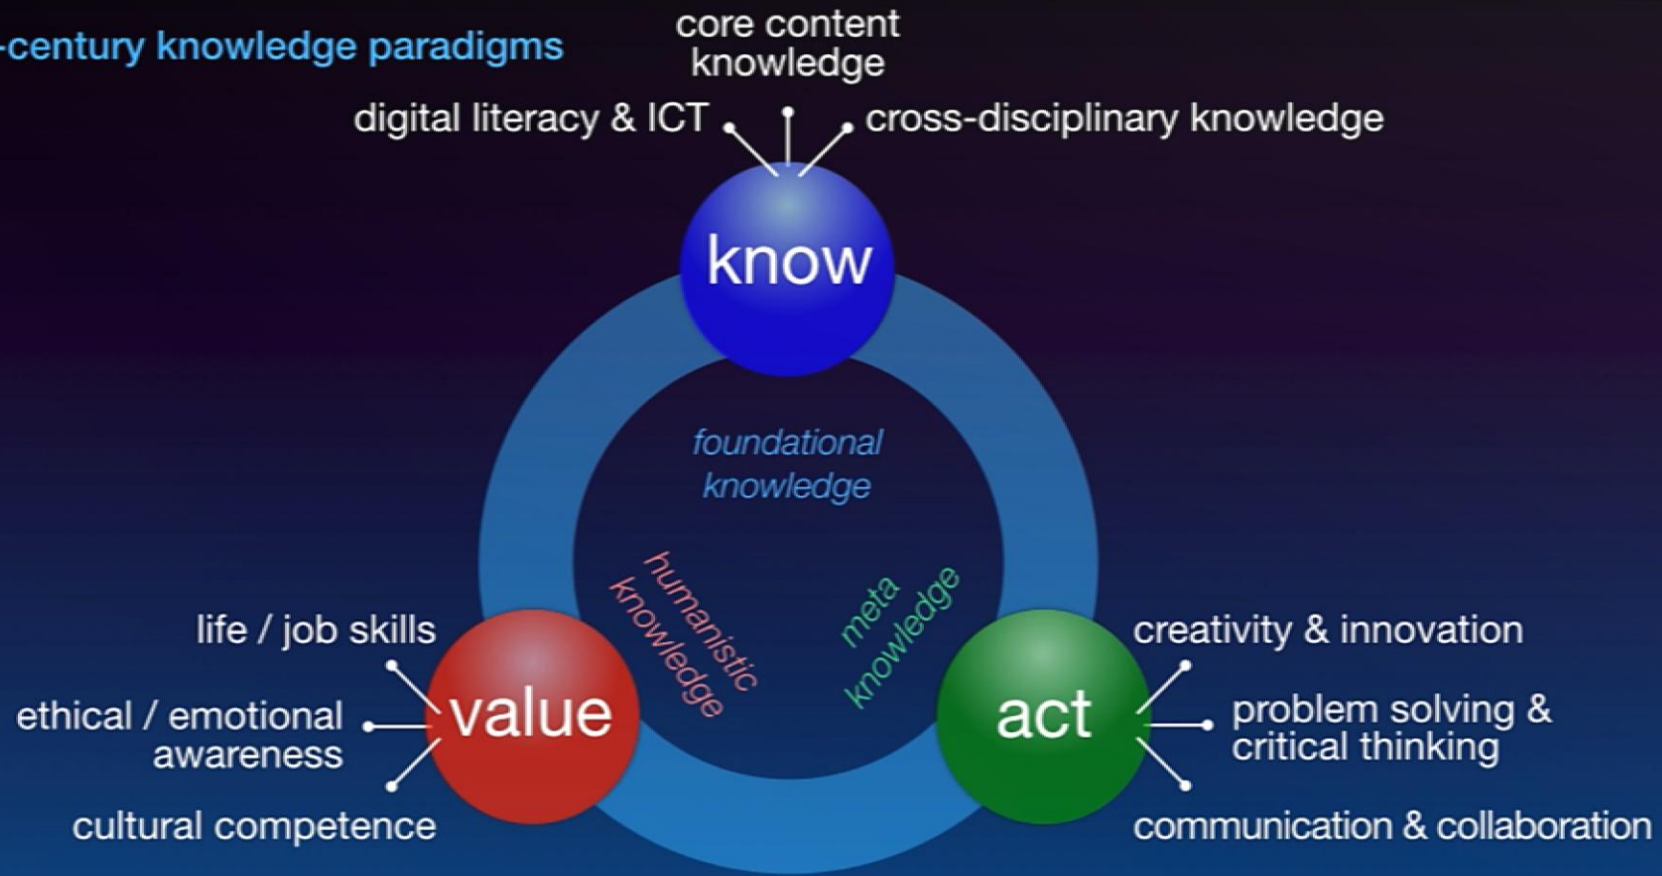 -century knowledge paradigms
core content
knowledge
digital literacy & ICT
cross-disciplinary knowledge
know
foundational
knowledge
humanistic
knowledge
meta
knowledge
life / job skills
ethical / emotional
awareness
cultural competence
value
act
creativity & innovation
problem solving &
critical thinking
communication & collaboration